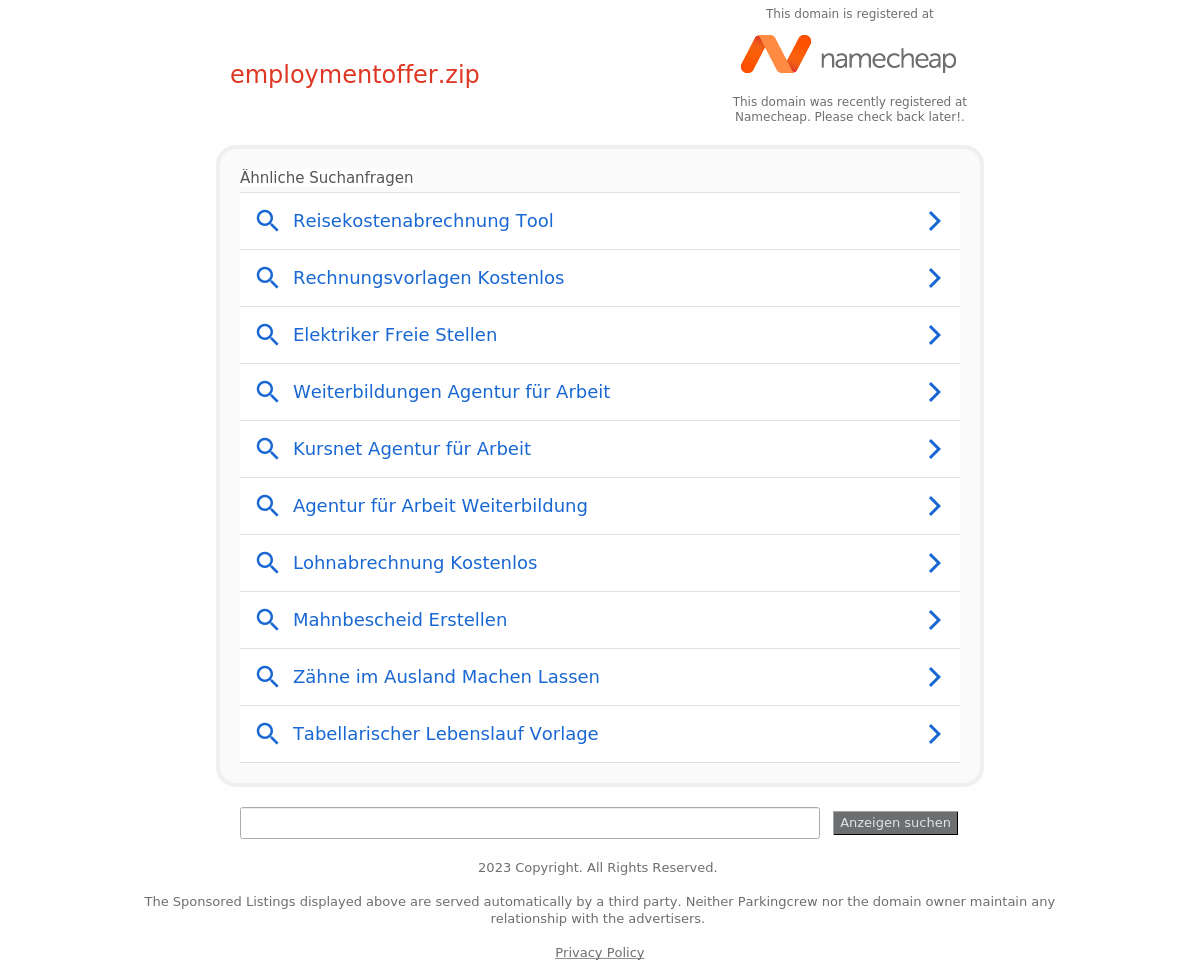 This domain is registered at
namecheap
employmentoffer.zip
This domain was recently registered at
Namecheap. Please check back later!.
Ähnliche Suchanfragen
Reisekostenabrechnung Tool
Rechnungsvorlagen Kostenlos
Elektriker Freie Stellen
Weiterbildungen Agentur für Arbeit
Kursnet Agentur für Arbeit
Agentur für Arbeit Weiterbildung
Lohnabrechnung Kostenlos
Mahnbescheid Erstellen
Zähne im Ausland Machen Lassen
Tabellarischer Lebenslauf Vorlage
Anzeigen suchen
2023 Copyright. All Rights Reserved.
The Sponsored Listings displayed above are served automatically by a third party. Neither Parkingcrew nor the domain owner maintain any
relationship with the advertisers.
Privacy Policy